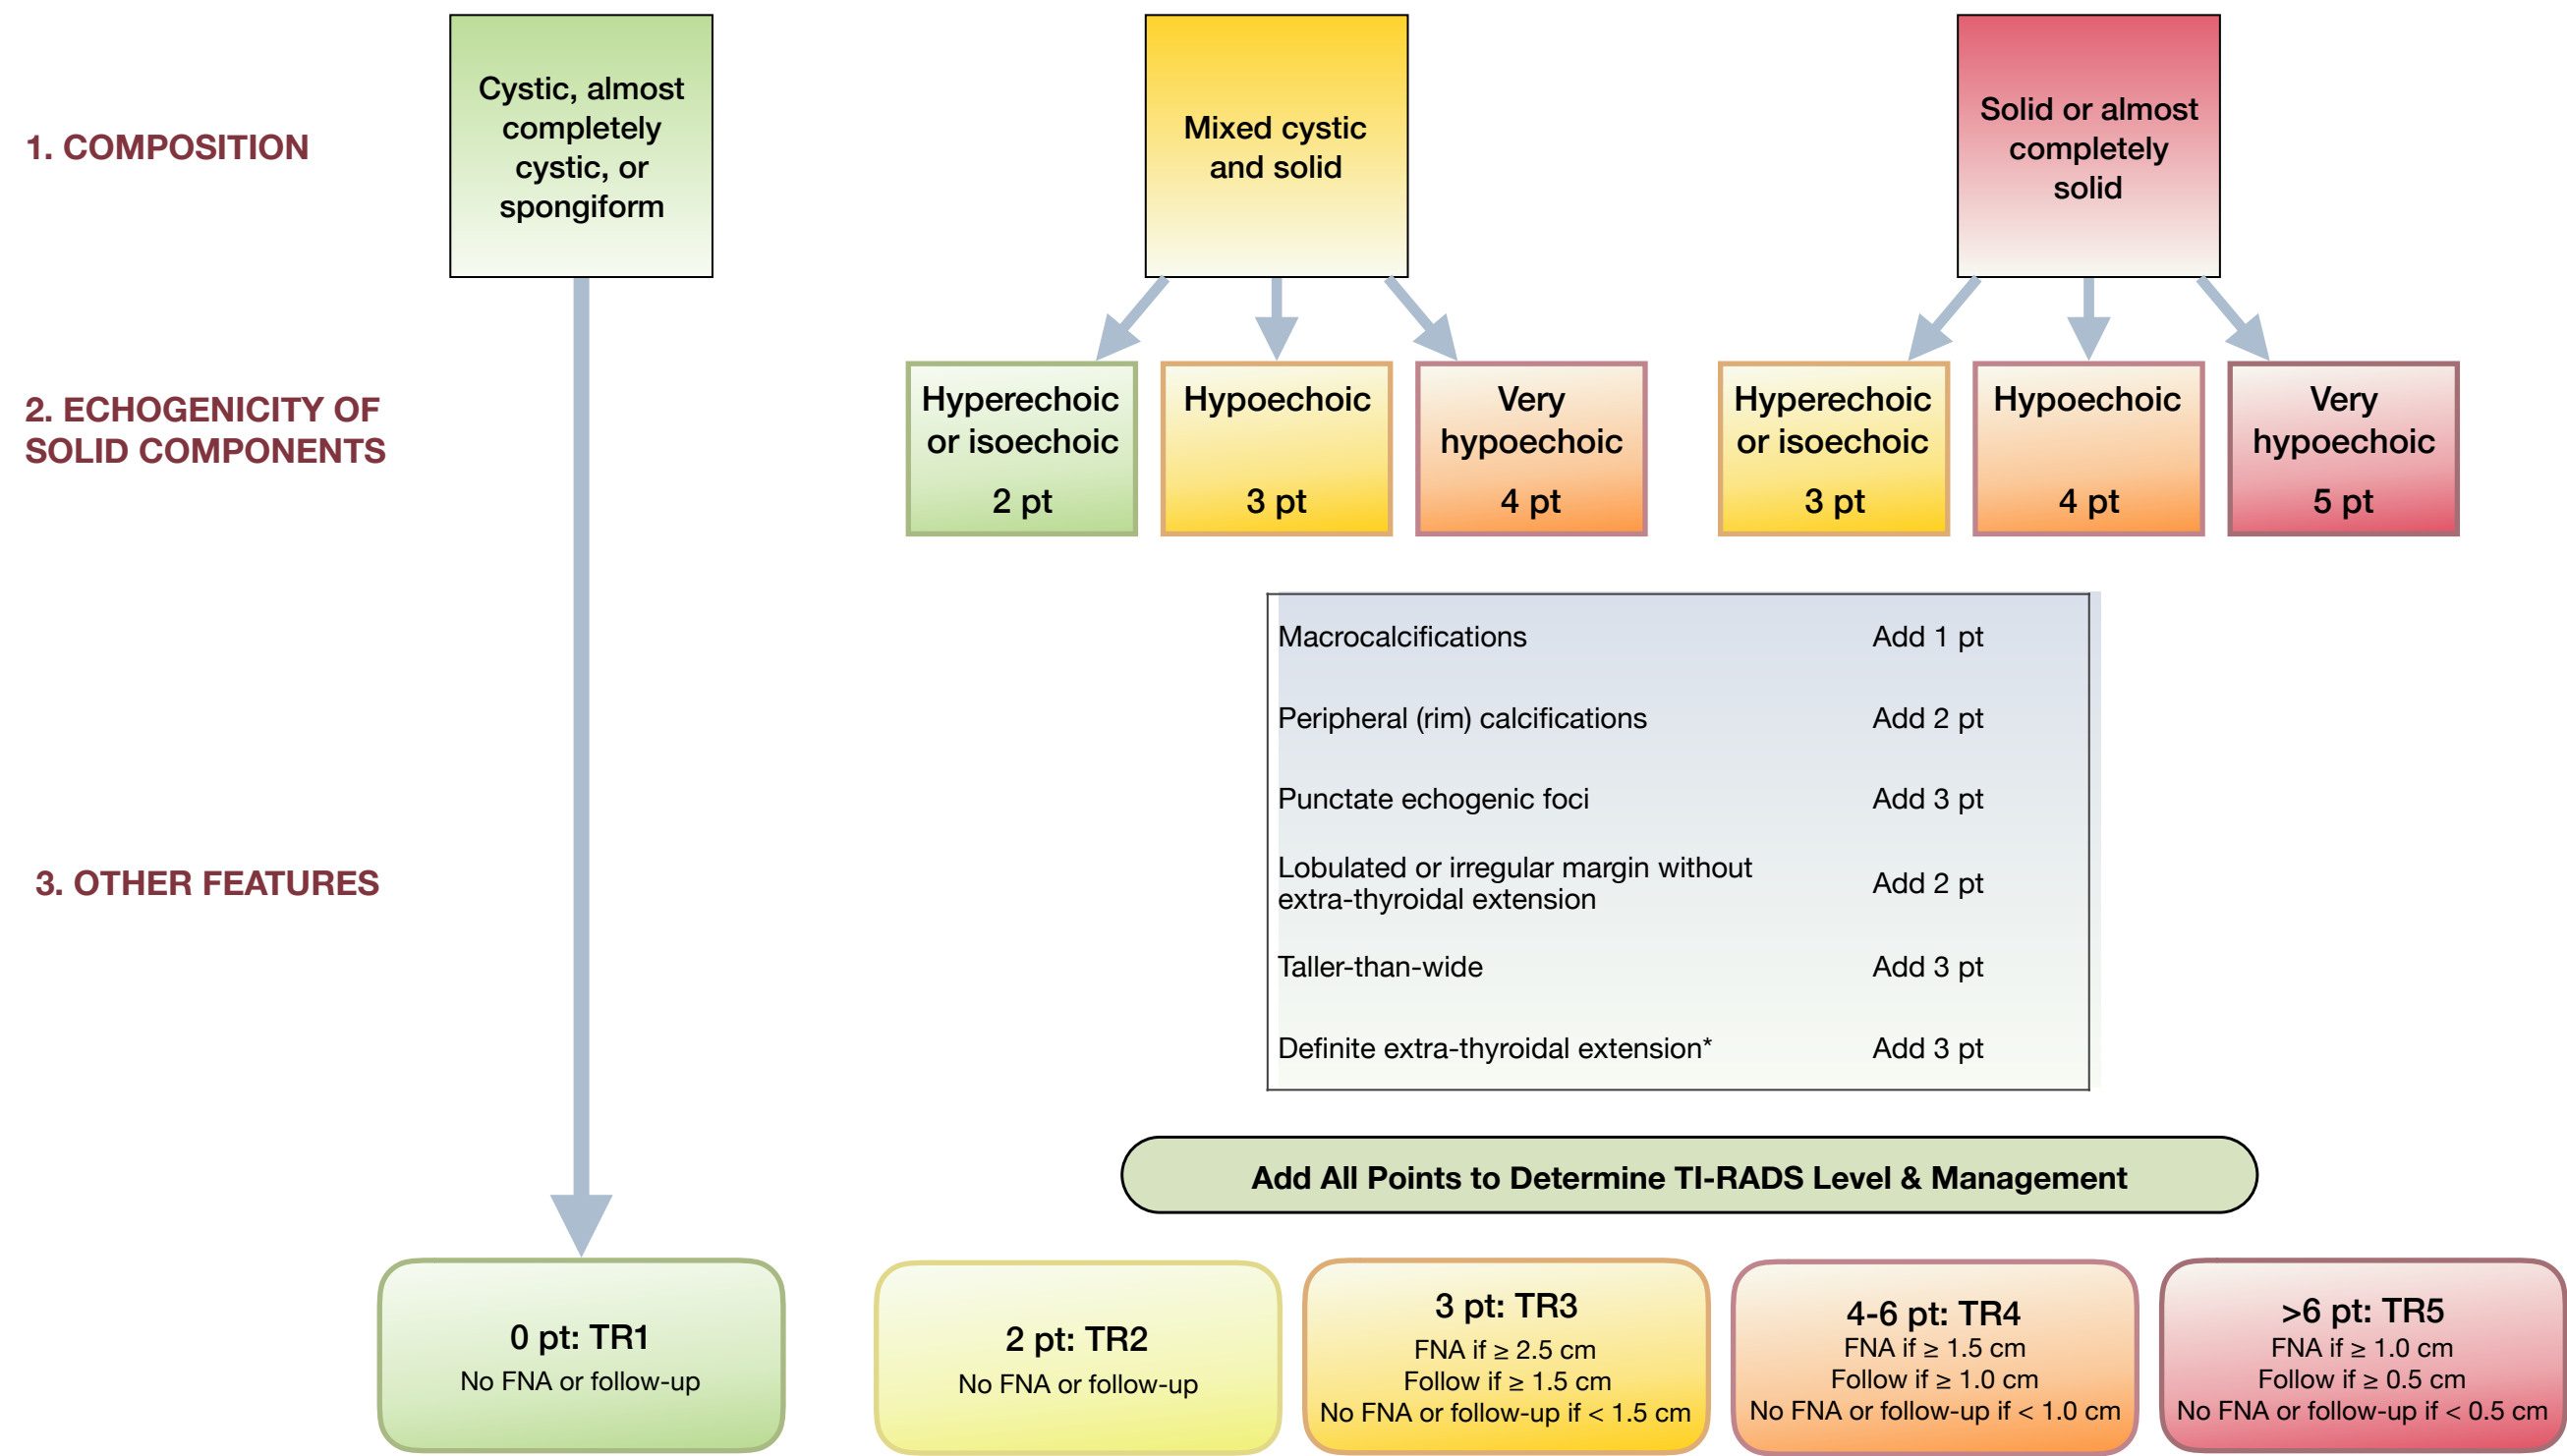 1. COMPOSITION
Cystic, almost
completely
cystic, or
spongiform
Mixed cystic
and solid
Solid or almost
completely
solid
2. ECHOGENICITY OF
SOLID COMPONENTS
Hyperechoic
or isoechoic
2 pt
Hypoechoic
3 pt
Very
hypoechoic
4 pt
Hyperechoic
or isoechoic
3 pt
Hypoechoic
4 pt
Very
hypoechoic
5 pt
3. OTHER FEATURES
Macrocalcifications Add 1 pt
Peripheral (rim) calcifications Add 2 pt
Punctate echogenic foci Add 3 pt
Lobulated or irregular margin without
extra-thyroidal extension Add 2 pt
Taller-than-wide Add 3 pt
Definite extra-thyroidal extension* Add 3 pt
Add All Points to Determine TI-RADS Level & Management
0 pt: TR1
No FNA or follow-up
2 pt: TR2
No FNA or follow-up
3 pt: TR3
FNA if ≥ 2.5 cm
Follow if ≥ 1.5 cm
No FNA or follow-up if < 1.5 cm
4-6 pt: TR4
FNA if ≥ 1.5 cm
Follow if ≥ 1.0 cm
No FNA or follow-up if < 1.0 cm
>6 pt: TR5
FNA if ≥ 1.0 cm
Follow if ≥ 0.5 cm
No FNA or follow-up if < 0.5 cm